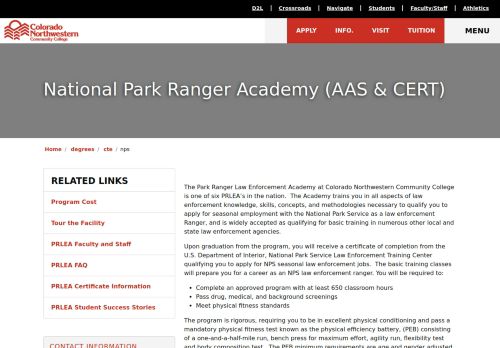 D2L | Crossroads | Navigate | Students | Faculty/Staff | Athletics
Colorado
Northwestern
Community College
APPLY INFO. VISIT TUITION MENU
National Park Ranger Academy (AAS & CERT)
Home / degrees / cte / nps
RELATED LINKS
Program Cost
Tour the Facility
PRLEA Faculty and Staff
PRLEA FAQ
PRLEA Certificate Information
PRLEA Student Success Stories
CONTACT INFORMATION
The Park Ranger Law Enforcement Academy at Colorado Northwestern Community College
is one of six PRLEA's in the nation. The Academy trains you in all aspects of law
enforcement knowledge, skills, concepts, and methodologies necessary to qualify you to
apply for seasonal employment with the National Park Service as a law enforcement
Ranger, and is widely accepted as qualifying for basic training in numerous other local and
state law enforcement agencies.
Upon graduation from the program, you will receive a certificate of completion from the
U.S. Department of Interior, National Park Service Law Enforcement Training Center
qualifying you to apply for NPS seasonal law enforcement jobs. The basic training classes
will prepare you for a career as an NPS law enforcement ranger. You will be required to:
• Complete an approved program with at least 650 classroom hours
• Pass drug, medical, and background screenings
• Meet physical fitness standards
The program is rigorous, requiring you to be in excellent physical conditioning and pass a
mandatory physical fitness test known as the physical efficiency battery, (PEB) consisting
of a one-and-a-half-mile run, bench press for maximum effort, agility run, flexibility test
and body composition test. The PEB minimum requirements are age and gender adjusted